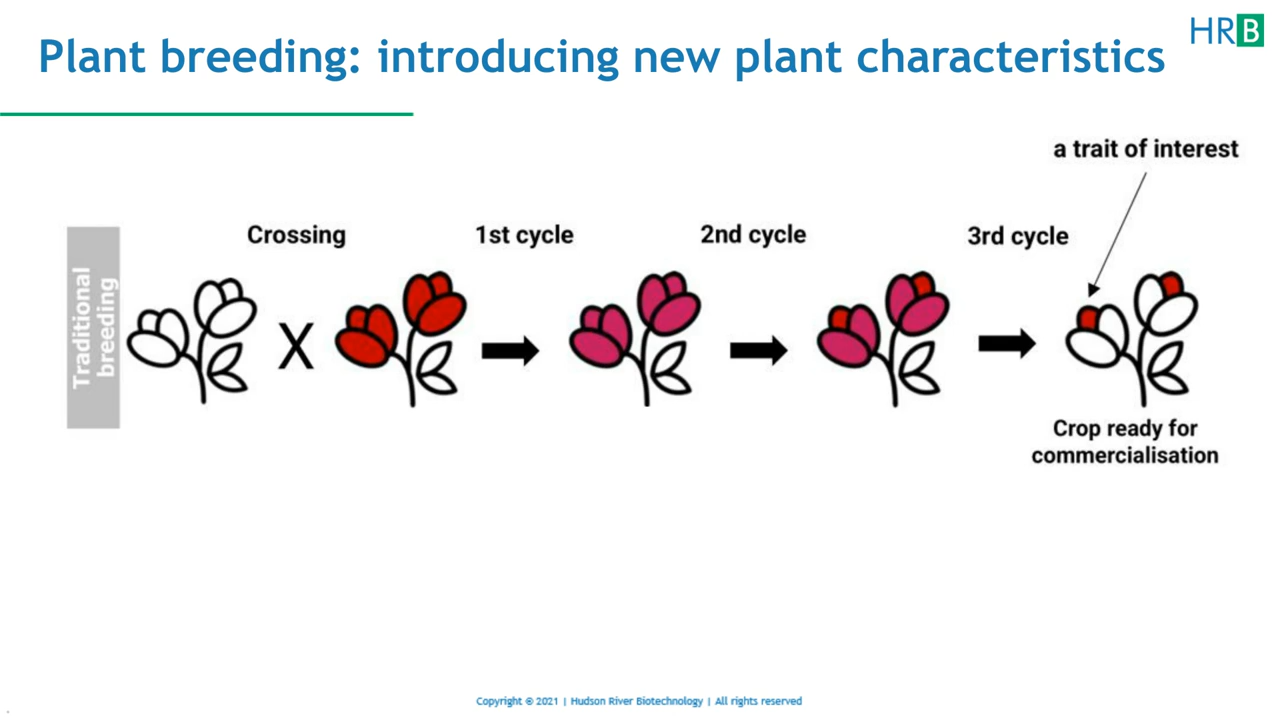 Plant breeding: introducing new plant characteristics
HRB
a trait of interest
Crossing
1st cycle
2nd cycle
3rd cycle
Traditional
breeding
X
Crop ready for
commercialisation
Copyright © 2021 | Hudson River Biotechnology | All rights reserved